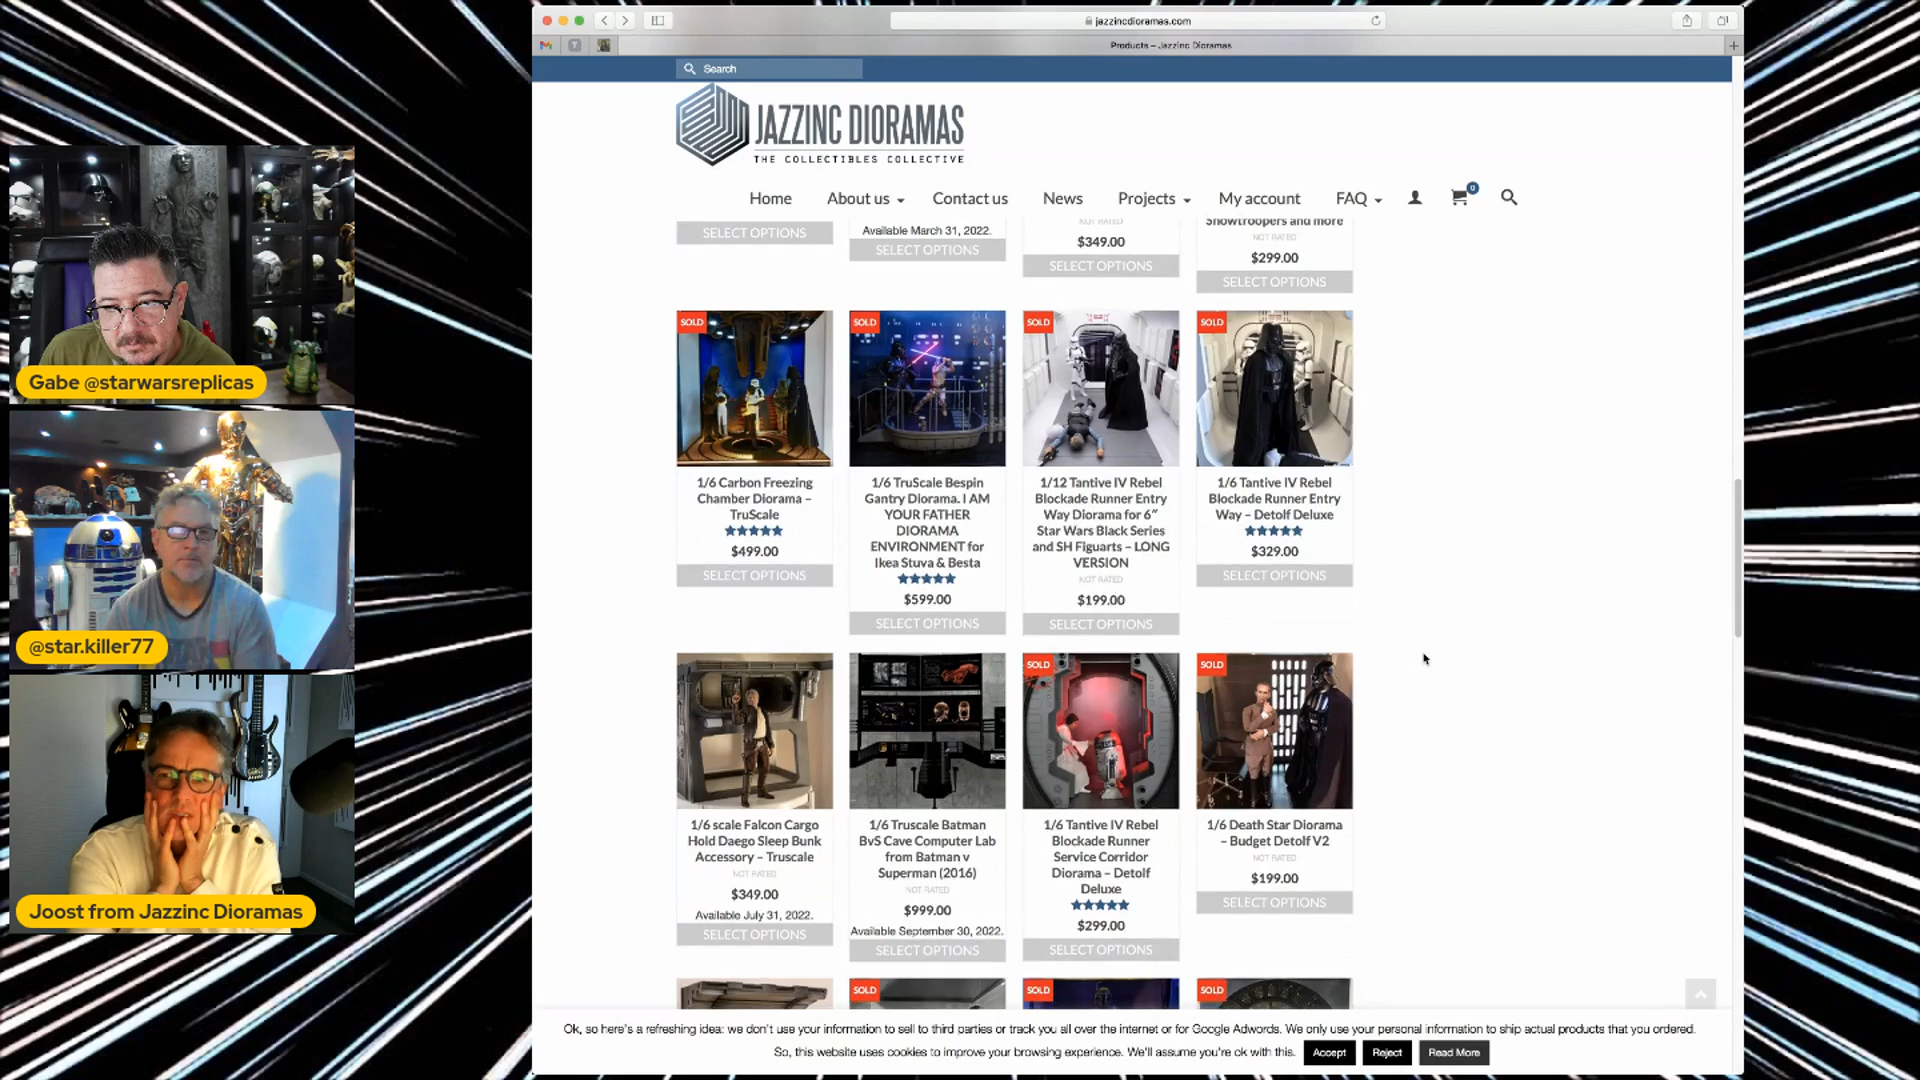 jazzincdioramas.com
Products – Jazzinc Dioramas
Search
JAZZINC DIORAMAS
THE COLLECTIBLES COLLECTIVE
Home
About us
Contact us
News
Projects
My account
FAQ
0
SELECT OPTIONS
Available March 31, 2022.
SELECT OPTIONS
NOT RATED
$349.00
SELECT OPTIONS
Snowtroopers and more
NOT RATED
$299.00
SELECT OPTIONS
SOLD
1/6 Carbon Freezing
Chamber Diorama –
TruScale
$499.00
SELECT OPTIONS
SOLD
1/6 TruScale Bespin
Gantry Diorama. I AM
YOUR FATHER
DIORAMA
ENVIRONMENT for
Ikea Stuva & Besta
$599.00
SELECT OPTIONS
SOLD
1/12 Tantive IV Rebel
Blockade Runner Entry
Way Diorama for 6″
Star Wars Black Series
and SH Figuarts – LONG
VERSION
NOT RATED
$199.00
SELECT OPTIONS
SOLD
1/6 Tantive IV Rebel
Blockade Runner Entry
Way – Detolf Deluxe
$329.00
SELECT OPTIONS
1/6 scale Falcon Cargo
Hold Daego Sleep Bunk
Accessory – Truscale
NOT RATED
$349.00
Available July 31, 2022.
SELECT OPTIONS
1/6 Truscale Batman
BvS Cave Computer Lab
from Batman v
Superman (2016)
NOT RATED
$999.00
Available September 30, 2022.
SELECT OPTIONS
SOLD
1/6 Tantive IV Rebel
Blockade Runner
Service Corridor
Diorama – Detolf
Deluxe
$299.00
SELECT OPTIONS
SOLD
1/6 Death Star Diorama
– Budget Detolf V2
NOT RATED
$199.00
SELECT OPTIONS
SOLD
SOLD
SOLD
Ok, so here's a refreshing idea: we don't use your information to sell to third parties or track you all over the internet or for Google Adwords. We only use your personal information to ship actual products that you ordered.
So, this website uses cookies to improve your browsing experience. We'll assume you're ok with this.
Accept
Reject
Read More
Gabe @starwarsreplicas
@star.killer77
Joost from Jazzinc Dioramas